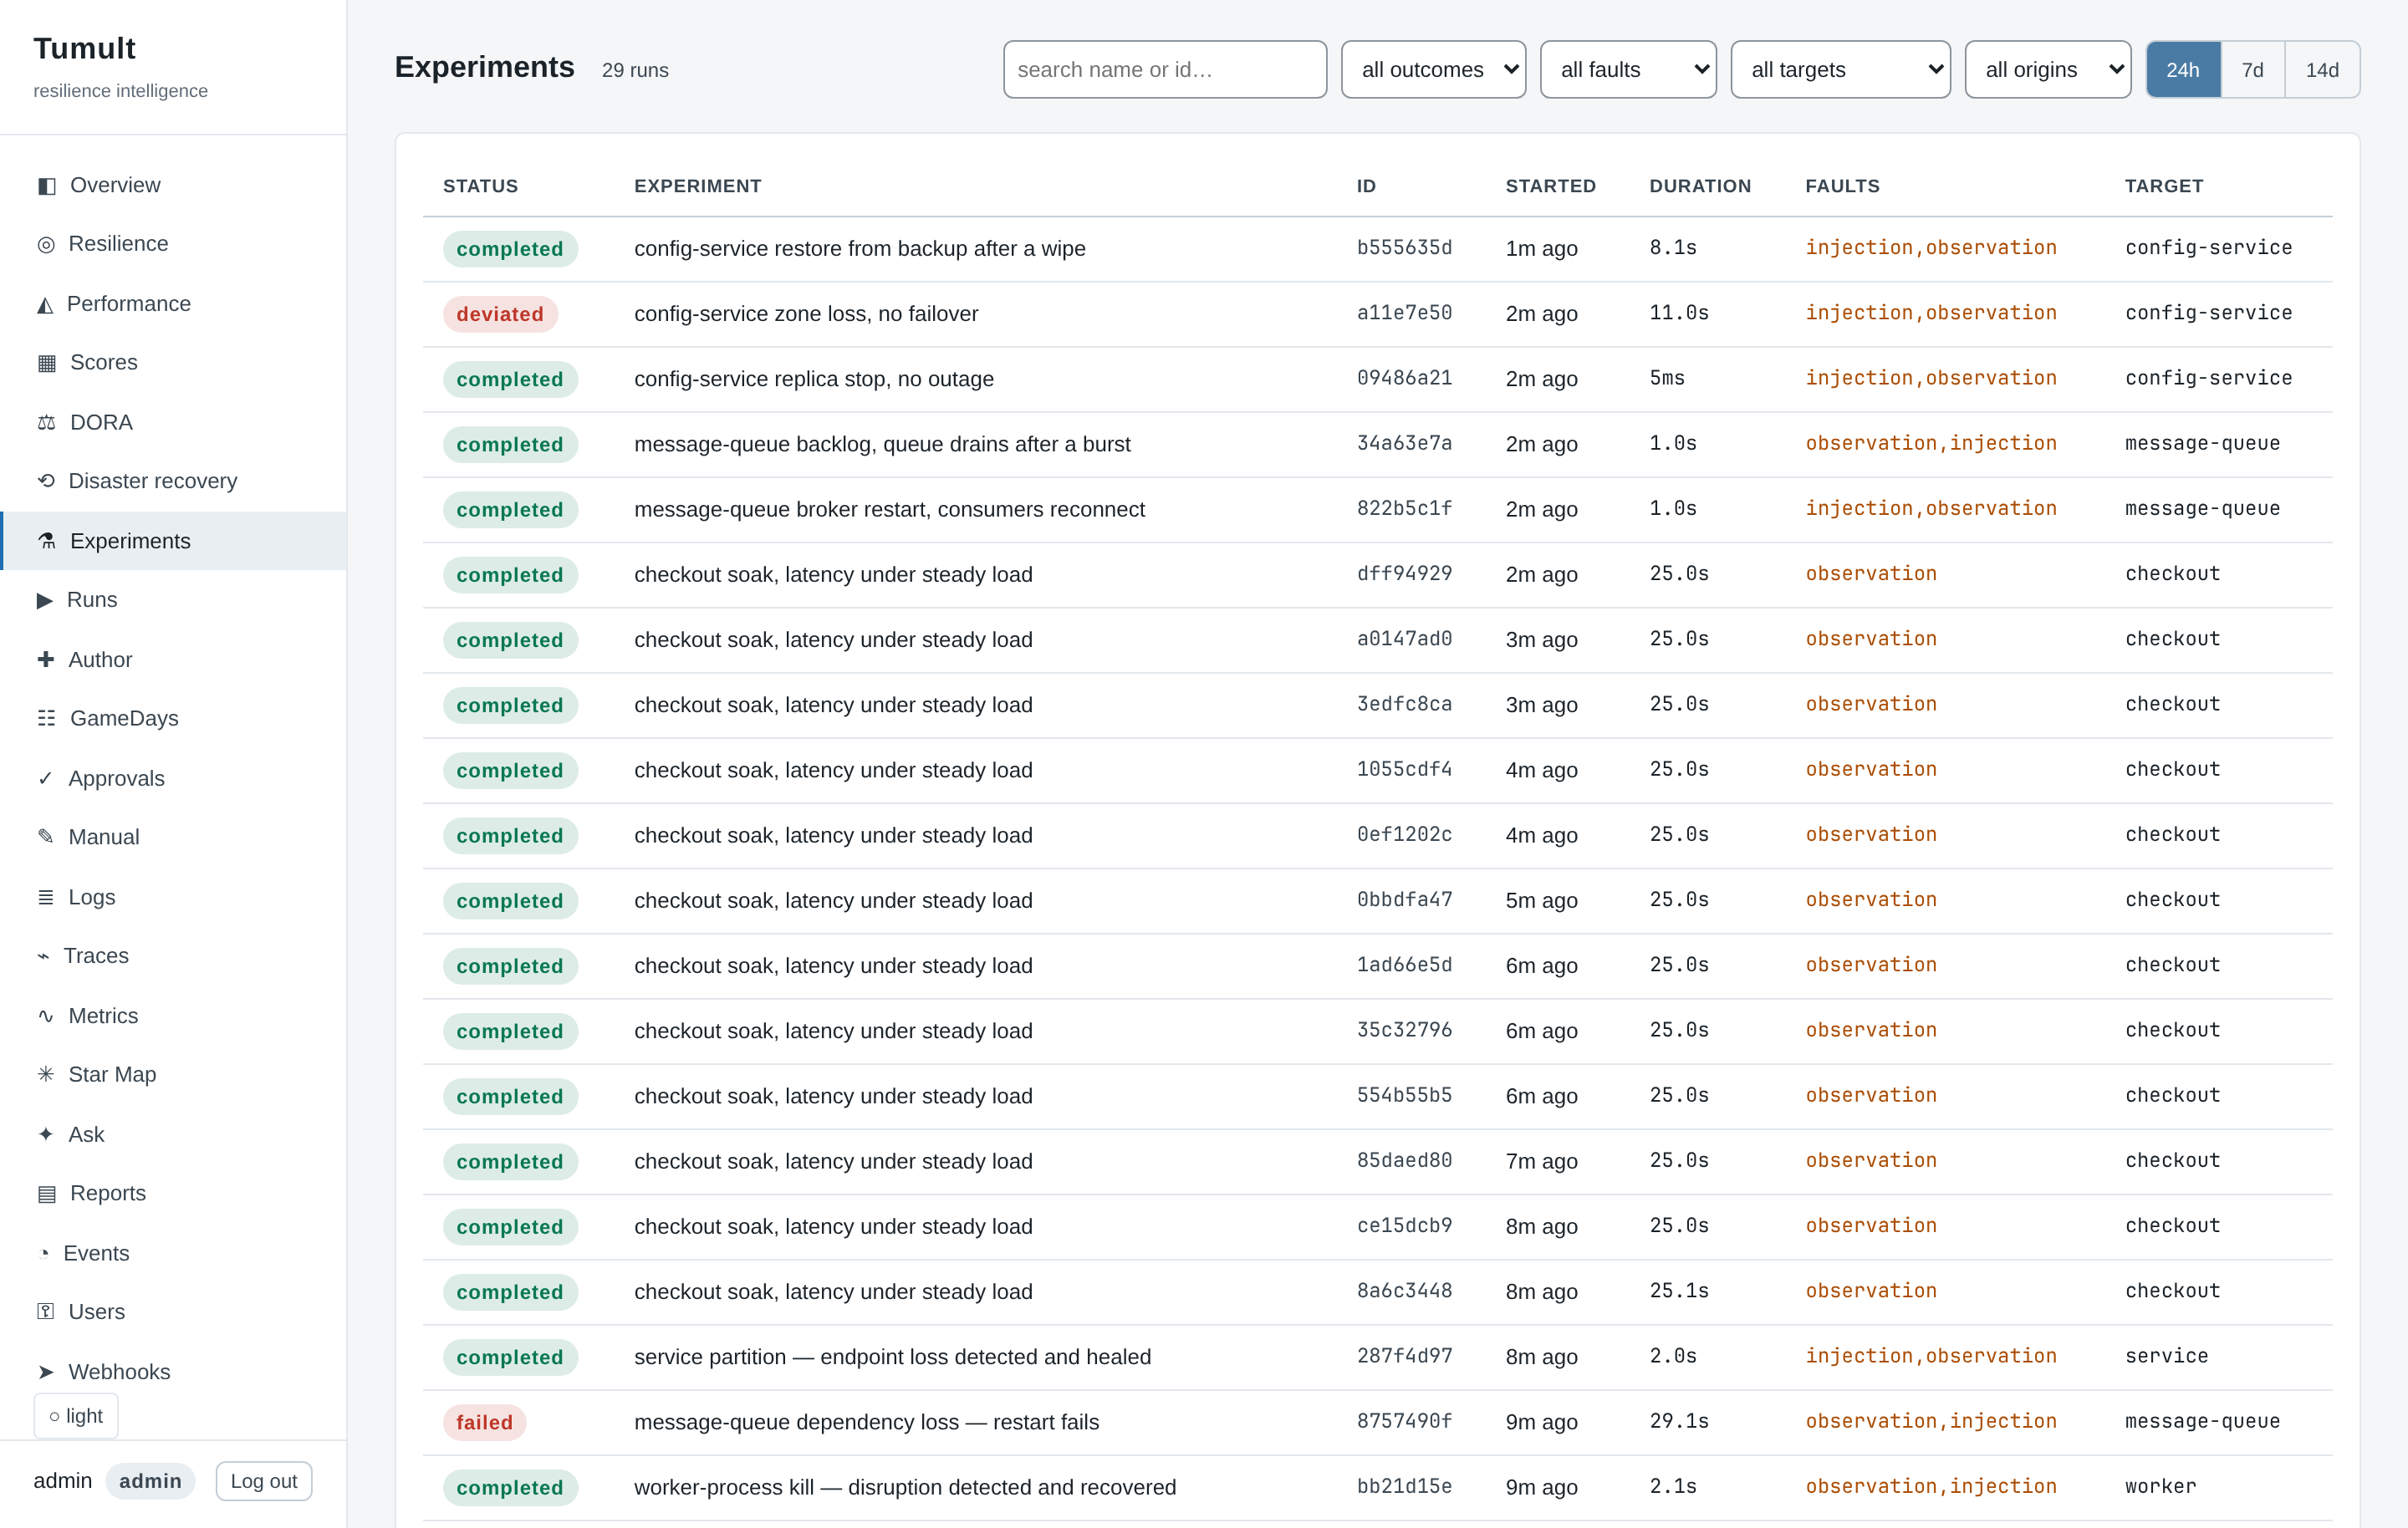 Tumult
resilience intelligence
Overview
Resilience
Performance
Scores
DORA
Disaster recovery
Experiments
Runs
Author
GameDays
Approvals
Manual
Logs
Traces
Metrics
Star Map
Ask
Reports
Events
Users
Webhooks
light
admin admin Log out
Experiments 29 runs search name or id… all outcomes all faults all targets all origins 24h 7d 14d
STATUS EXPERIMENT ID STARTED DURATION FAULTS TARGET
completed config-service restore from backup after a wipe b555635d 1m ago 8.1s injection,observation config-service
deviated config-service zone loss, no failover a11e7e50 2m ago 11.0s injection,observation config-service
completed config-service replica stop, no outage 09486a21 2m ago 5ms injection,observation config-service
completed message-queue backlog, queue drains after a burst 34a63e7a 2m ago 1.0s observation,injection message-queue
completed message-queue broker restart, consumers reconnect 822b5c1f 2m ago 1.0s injection,observation message-queue
completed checkout soak, latency under steady load dff94929 2m ago 25.0s observation checkout
completed checkout soak, latency under steady load a0147ad0 3m ago 25.0s observation checkout
completed checkout soak, latency under steady load 3edfc8ca 3m ago 25.0s observation checkout
completed checkout soak, latency under steady load 1055cdf4 4m ago 25.0s observation checkout
completed checkout soak, latency under steady load 0ef1202c 4m ago 25.0s observation checkout
completed checkout soak, latency under steady load 0bbdfa47 5m ago 25.0s observation checkout
completed checkout soak, latency under steady load 1ad66e5d 6m ago 25.0s observation checkout
completed checkout soak, latency under steady load 35c32796 6m ago 25.0s observation checkout
completed checkout soak, latency under steady load 554b55b5 6m ago 25.0s observation checkout
completed checkout soak, latency under steady load 85daed80 7m ago 25.0s observation checkout
completed checkout soak, latency under steady load ce15dcb9 8m ago 25.0s observation checkout
completed checkout soak, latency under steady load 8a6c3448 8m ago 25.1s observation checkout
completed service partition — endpoint loss detected and healed 287f4d97 8m ago 2.0s injection,observation service
failed message-queue dependency loss — restart fails 8757490f 9m ago 29.1s observation,injection message-queue
completed worker-process kill — disruption detected and recovered bb21d15e 9m ago 2.1s observation,injection worker